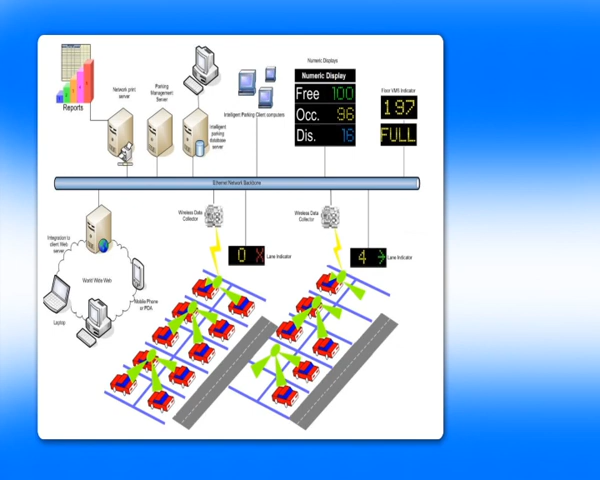 Reports
Network print
server
Parking
Management
Server
Intelligent
parking
database
server
Intelligent Parking Client computers
Numeric Displays
Numeric Display
Free 100
Occ. 96
Dis. 16
Floor VMS Indicator
197
FULL
Ethernet Network Backbone
Integration to
client Web
server
World Wide Web
Laptop
Mobile Phone
or PDA
Wireless Data
Collector
0 X
Lane Indicator
Wireless Data
Collector
4
Lane Indicator